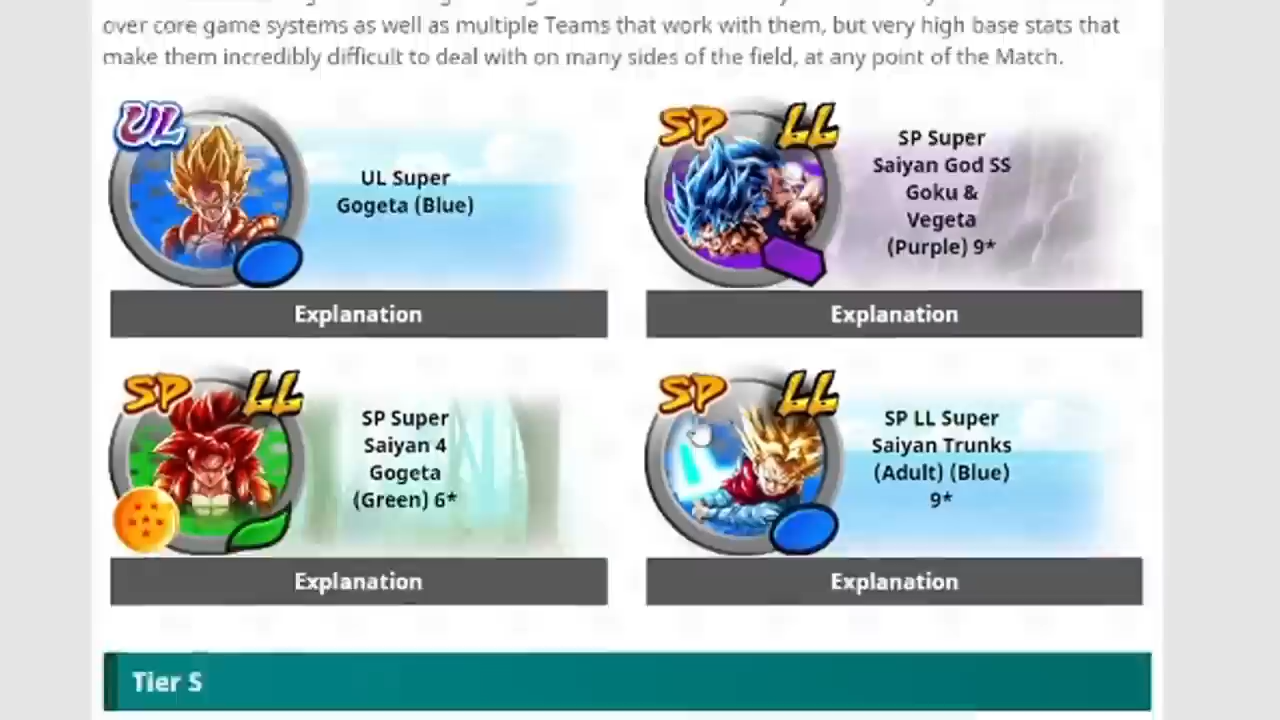 over core game systems as well as multiple Teams that work with them, but very high base stats that
make them incredibly difficult to deal with on many sides of the field, at any point of the Match.
UL
UL Super
Gogeta (Blue)
Explanation
SP LL
SP Super
Saiyan God SS
Goku &
Vegeta
(Purple) 9*
Explanation
SP LL
SP Super
Saiyan 4
Gogeta
(Green) 6*
Explanation
SP LL
SP LL Super
Saiyan Trunks
(Adult) (Blue)
9*
Explanation
Tier S